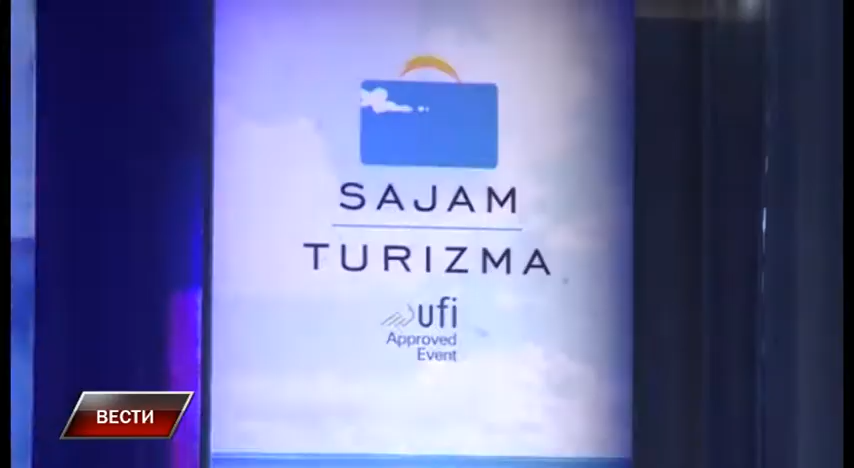 SAJAM
TURIZMA
ufi
Approved
Event
ВЕСТИ